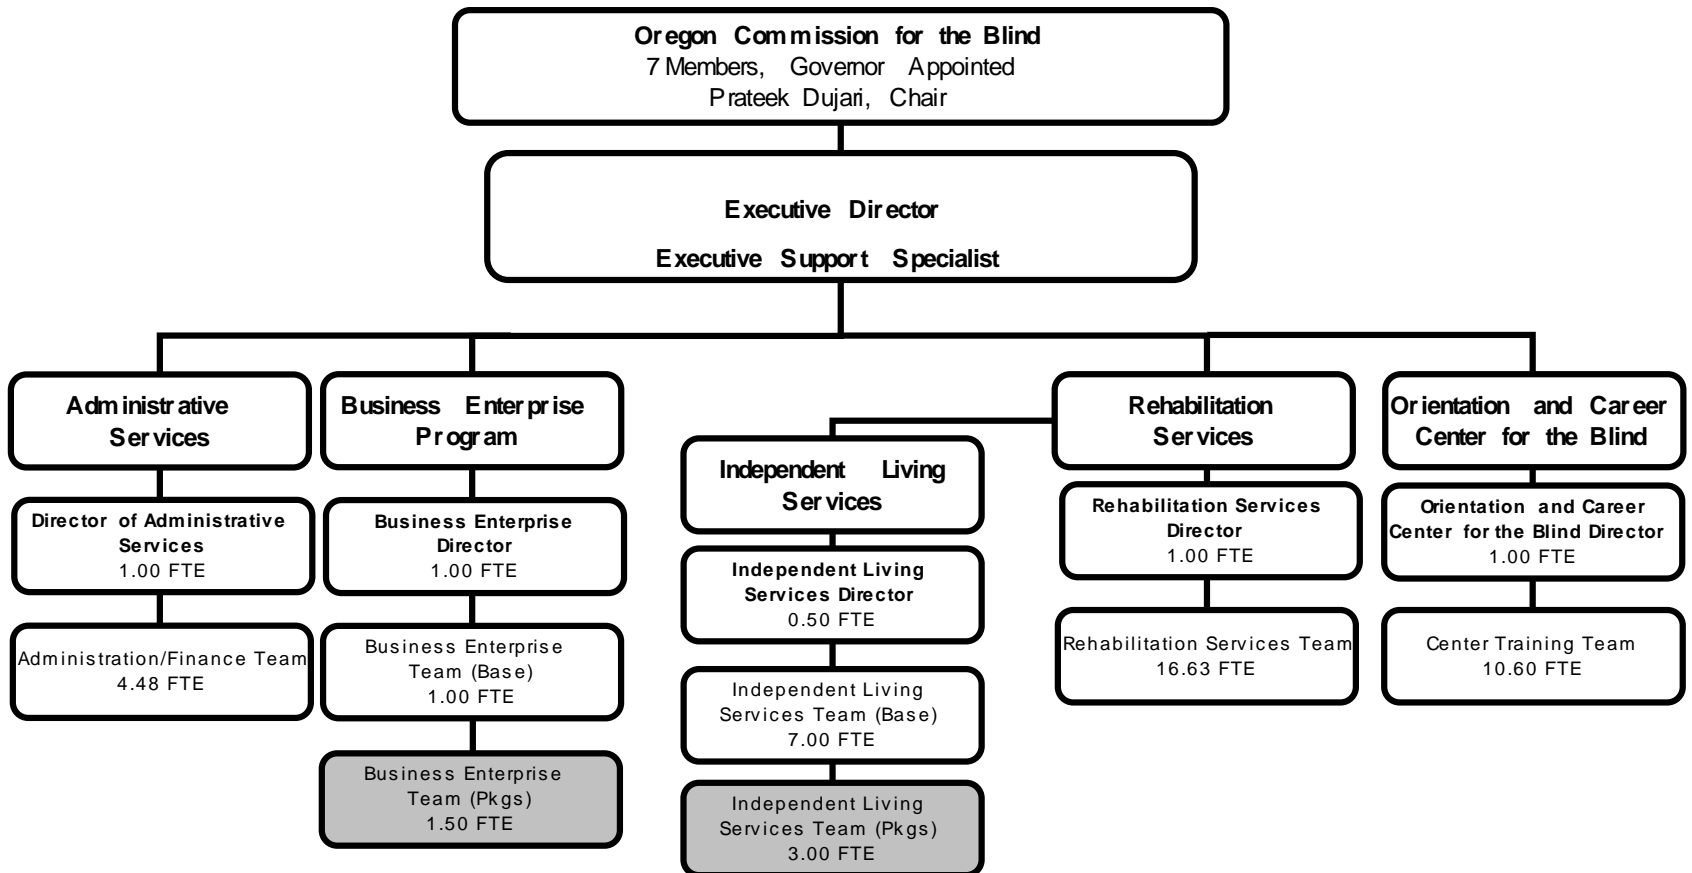 Oregon Commission for the Blind
7 Members, Governor Appointed
Prateek Dujari, Chair
Executive Director
Executive Support Specialist
Administrative
Services
Director of Administrative
Services
1.00 FTE
Administration/Finance Team
4.48 FTE
Business Enterprise
Program
Business Enterprise
Director
1.00 FTE
Business Enterprise
Team (Base)
1.00 FTE
Business Enterprise
Team (Pkgs)
1.50 FTE
Independent Living
Services
Independent Living
Services Director
0.50 FTE
Independent Living
Services Team (Base)
7.00 FTE
Independent Living
Services Team (Pkgs)
3.00 FTE
Rehabilitation
Services
Rehabilitation Services
Director
1.00 FTE
Rehabilitation Services Team
16.63 FTE
Orientation and Career
Center for the Blind
Orientation and Career
Center for the Blind Director
1.00 FTE
Center Training Team
10.60 FTE